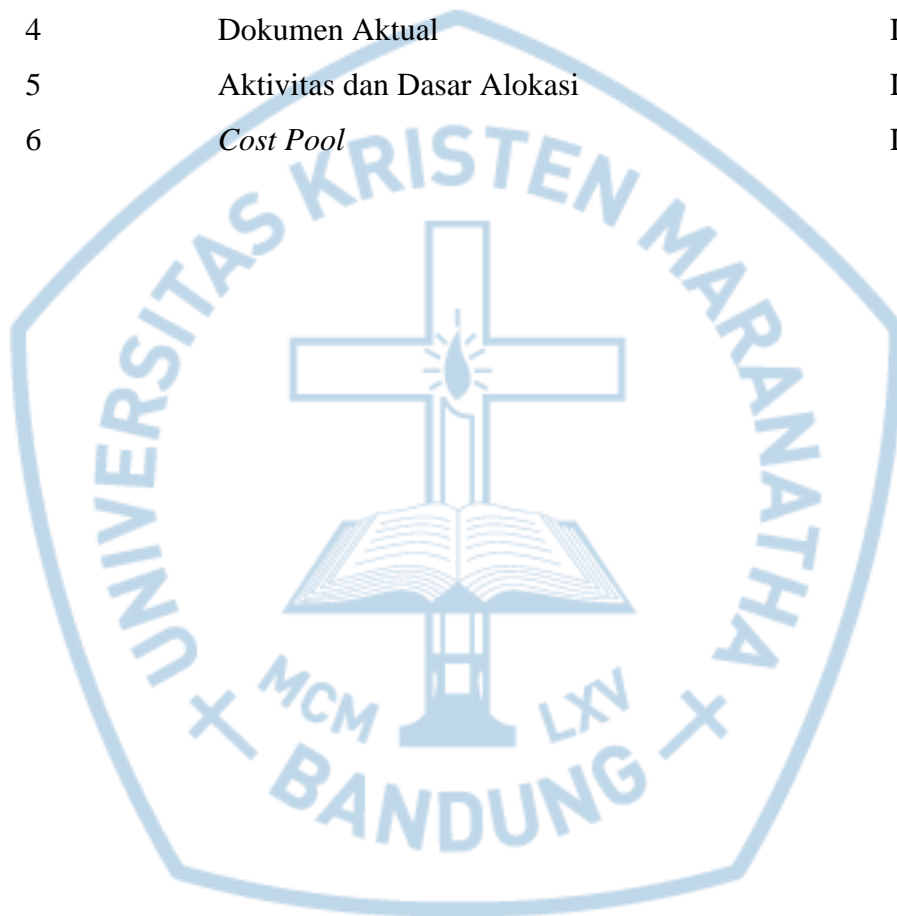 4 Dokumen Aktual
5 Aktivitas dan Dasar Alokasi
6 Cost Pool
UNIVERSITAS KRISTEN MARANATHA
MCM LXV
BANDUNG